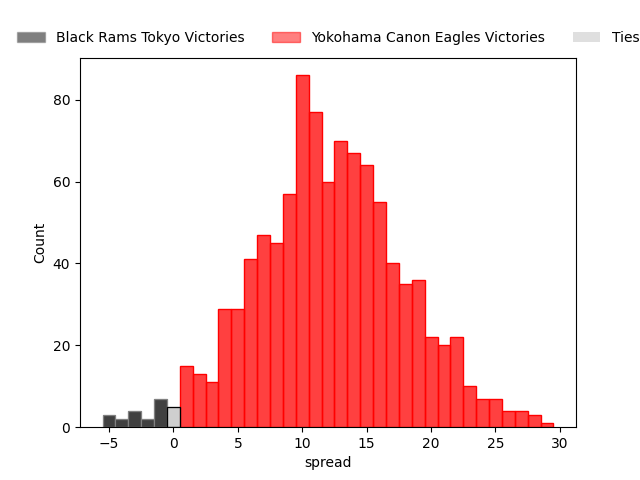 Black Rams Tokyo Victories Yokohama Canon Eagles Victories Ties
80
60
40
20
0
Count
−5 0 5 10 15 20 25 30
spread